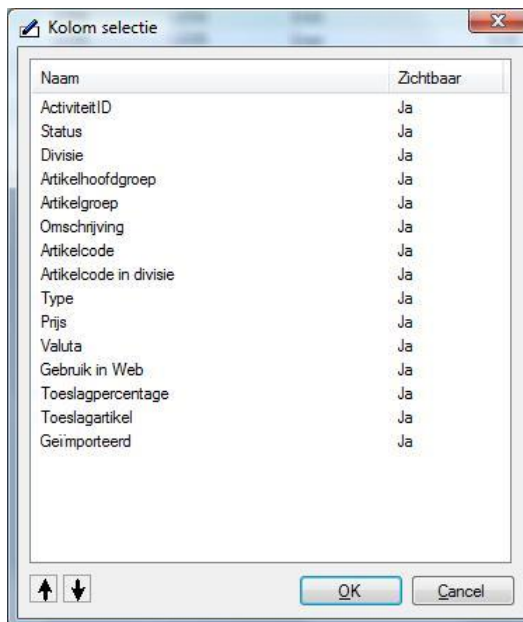 Kolom selectie
Naam Zichtbaar
ActiviteitID Ja
Status Ja
Divisie Ja
Artikelhoofdgroep Ja
Artikelgroep Ja
Omschrijving Ja
Artikelcode Ja
Artikelcode in divisie Ja
Type Ja
Prijs Ja
Valuta Ja
Gebruik in Web Ja
Toeslagpercentage Ja
Toeslagartikel Ja
Geïmporteerd Ja
OK Cancel